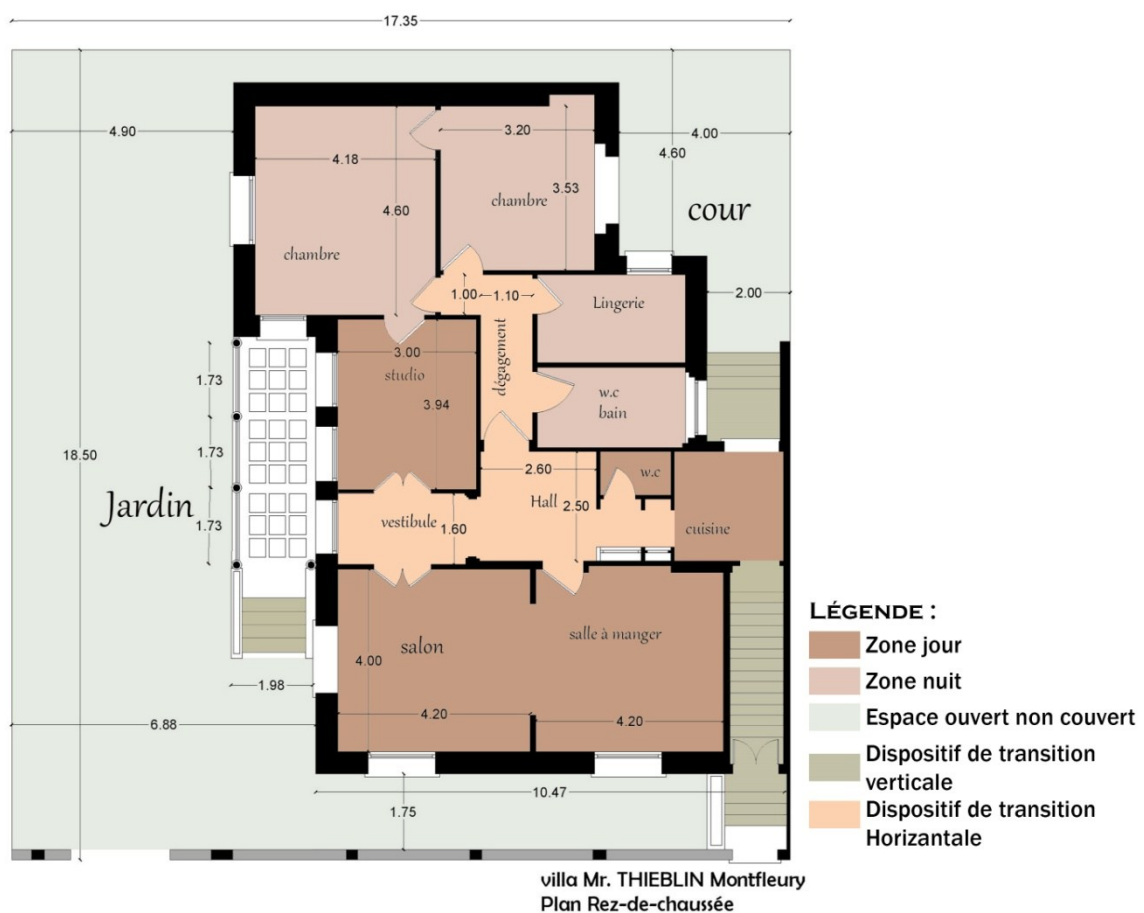 17.35
4.90
3.20
4.00
4.18
4.60
3.53
4.60
chambre
cour
chambre
1.00
1.10
Lingerie
2.00
dégagement
3.00
studio
1.73
3.94
w.c
bain
1.73
18.50
2.60
w.c
Jardin
Hall
2.50
1.73
vestibule
1.60
cuisine
salon
salle à manger
4.00
1.98
4.20
4.20
6.88
10.47
1.75
LÉGENDE :
Zone jour
Zone nuit
Espace ouvert non couvert
Dispositif de transition
verticale
Dispositif de transition
Horizantale
villa Mr. THIEBLIN Montfleury
Plan Rez-de-chaussée